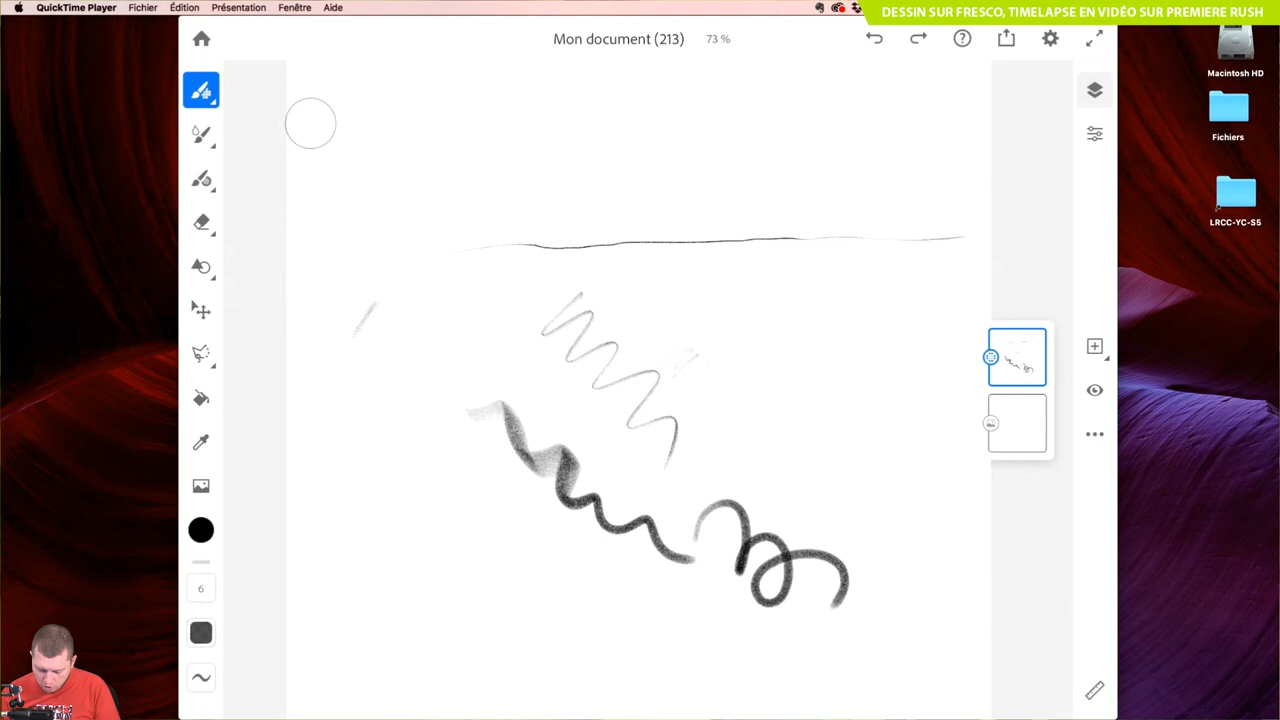 QuickTime Player Fichier Édition Présentation Fenêtre Aide
DESSIN SUR FRESCO, TIMELAPSE EN VIDÉO SUR PREMIERE RUSH
Mon document (213) 73 %
Macintosh HD
Fichiers
LRCC-YC-S5
6